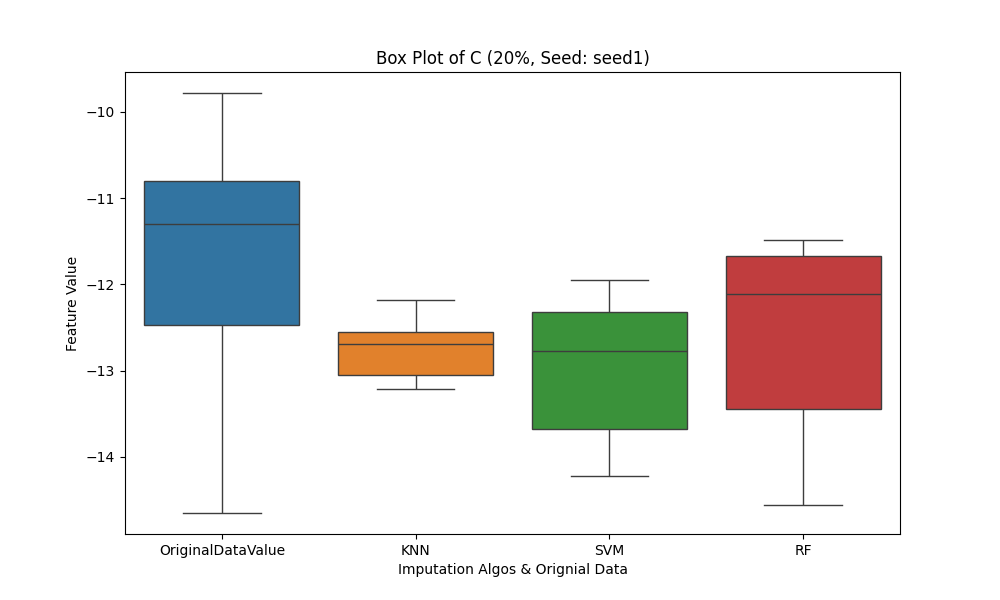 Box Plot of C (20%, Seed: seed1)
Feature Value
−10
−11
−12
−13
−14
OriginalDataValue
KNN
SVM
RF
Imputation Algos & Orignial Data